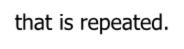 that is repeated.